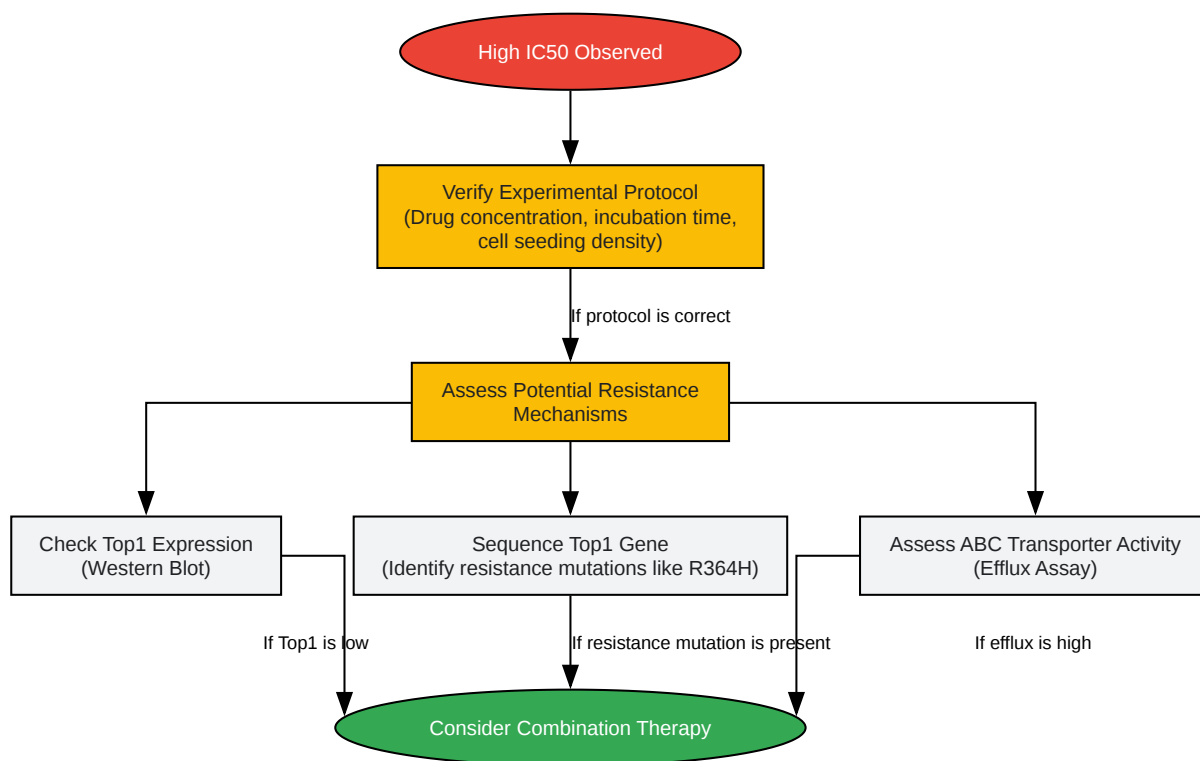 High IC50 Observed
Verify Experimental Protocol
(Drug concentration, incubation time,
cell seeding density)
If protocol is correct
Assess Potential Resistance
Mechanisms
Check Top1 Expression
(Western Blot)
Sequence Top1 Gene
(Identify resistance mutations like R364H)
Assess ABC Transporter Activity
(Efflux Assay)
If Top1 is low
If resistance mutation is present
If efflux is high
Consider Combination Therapy